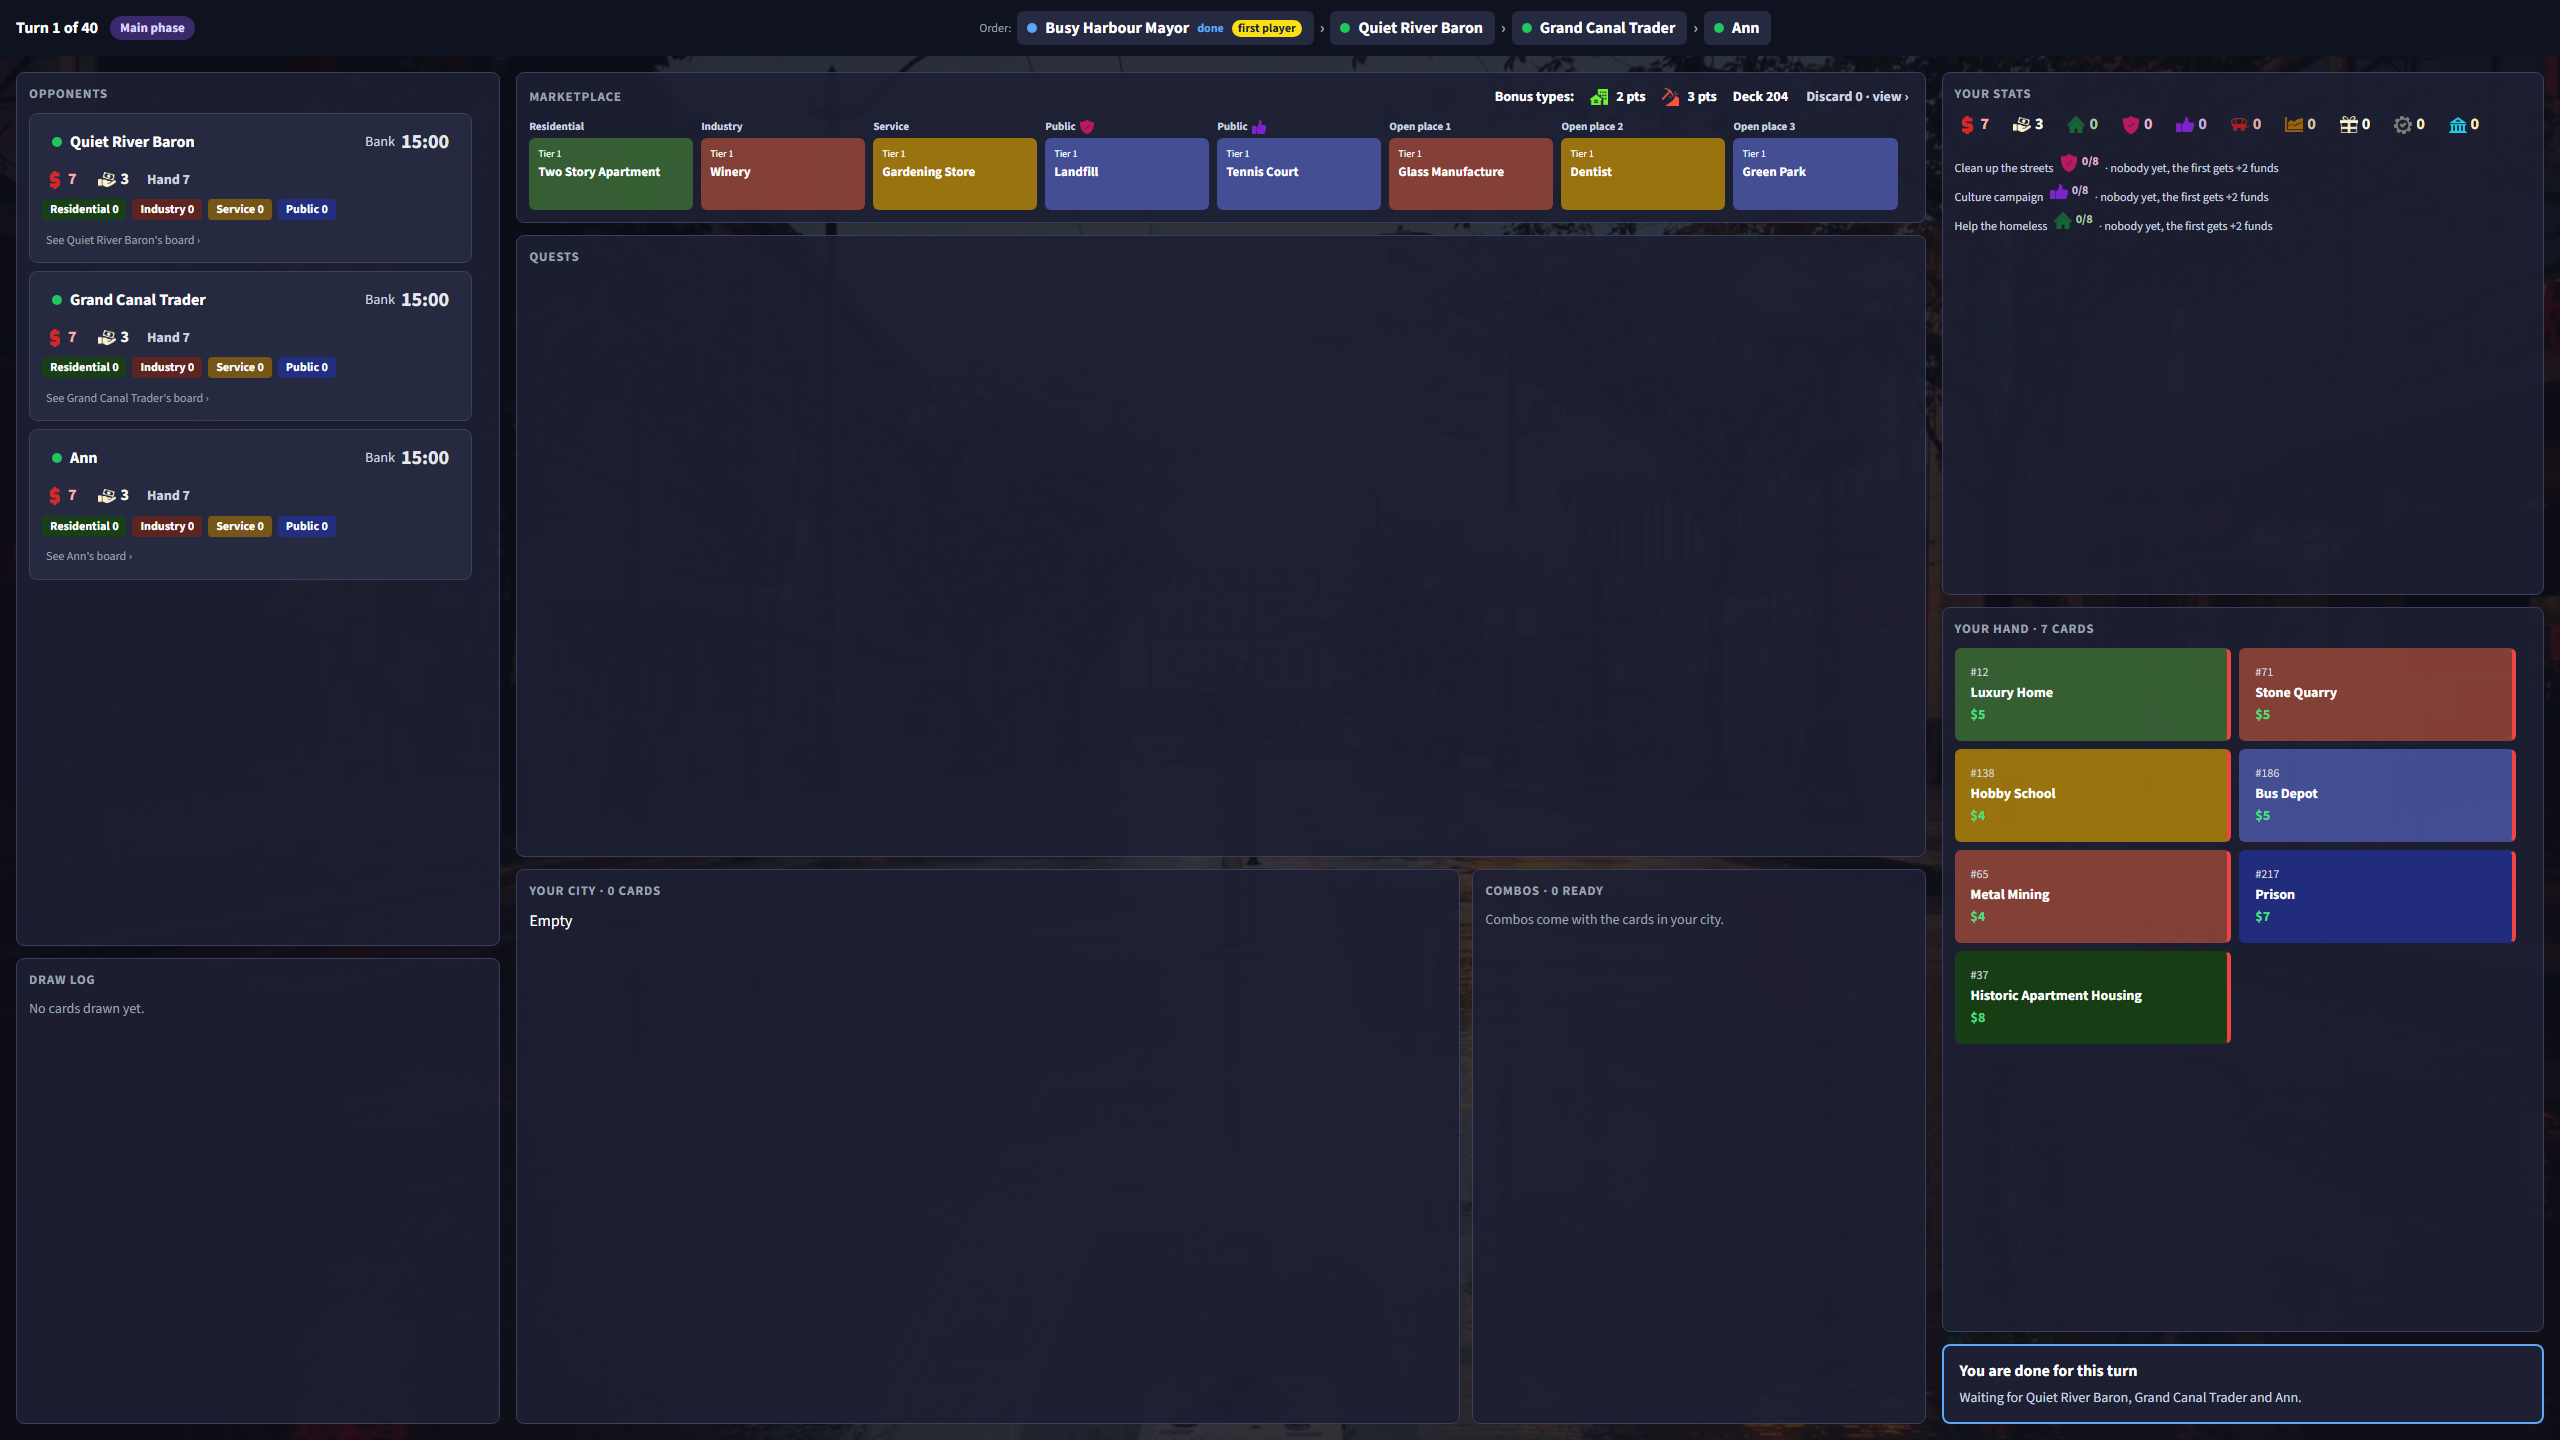 Turn 1 of 40 Main phase
Order: Busy Harbour Mayor done first player › Quiet River Baron › Grand Canal Trader › Ann
OPPONENTS
Quiet River Baron Bank 15:00
7 3 Hand 7
Residential 0 Industry 0 Service 0 Public 0
See Quiet River Baron's board ›
Grand Canal Trader Bank 15:00
7 3 Hand 7
Residential 0 Industry 0 Service 0 Public 0
See Grand Canal Trader's board ›
Ann Bank 15:00
7 3 Hand 7
Residential 0 Industry 0 Service 0 Public 0
See Ann's board ›
DRAW LOG
No cards drawn yet.
MARKETPLACE Bonus types: 2 pts 3 pts Deck 204 Discard 0 · view ›
Residential Industry Service Public Public Open place 1 Open place 2 Open place 3
Tier 1 Tier 1 Tier 1 Tier 1 Tier 1 Tier 1 Tier 1 Tier 1
Two Story Apartment Winery Gardening Store Landfill Tennis Court Glass Manufacture Dentist Green Park
QUESTS
YOUR CITY · 0 CARDS
Empty
COMBOS · 0 READY
Combos come with the cards in your city.
YOUR STATS
$ 7 3 0 0 0 0 0 0 0 0
Clean up the streets 0/8 · nobody yet, the first gets +2 funds
Culture campaign 0/8 · nobody yet, the first gets +2 funds
Help the homeless 0/8 · nobody yet, the first gets +2 funds
YOUR HAND · 7 CARDS
#12 #71
Luxury Home Stone Quarry
$5 $5
#138 #186
Hobby School Bus Depot
$4 $5
#65 #217
Metal Mining Prison
$4 $7
#37
Historic Apartment Housing
$8
You are done for this turn
Waiting for Quiet River Baron, Grand Canal Trader and Ann.